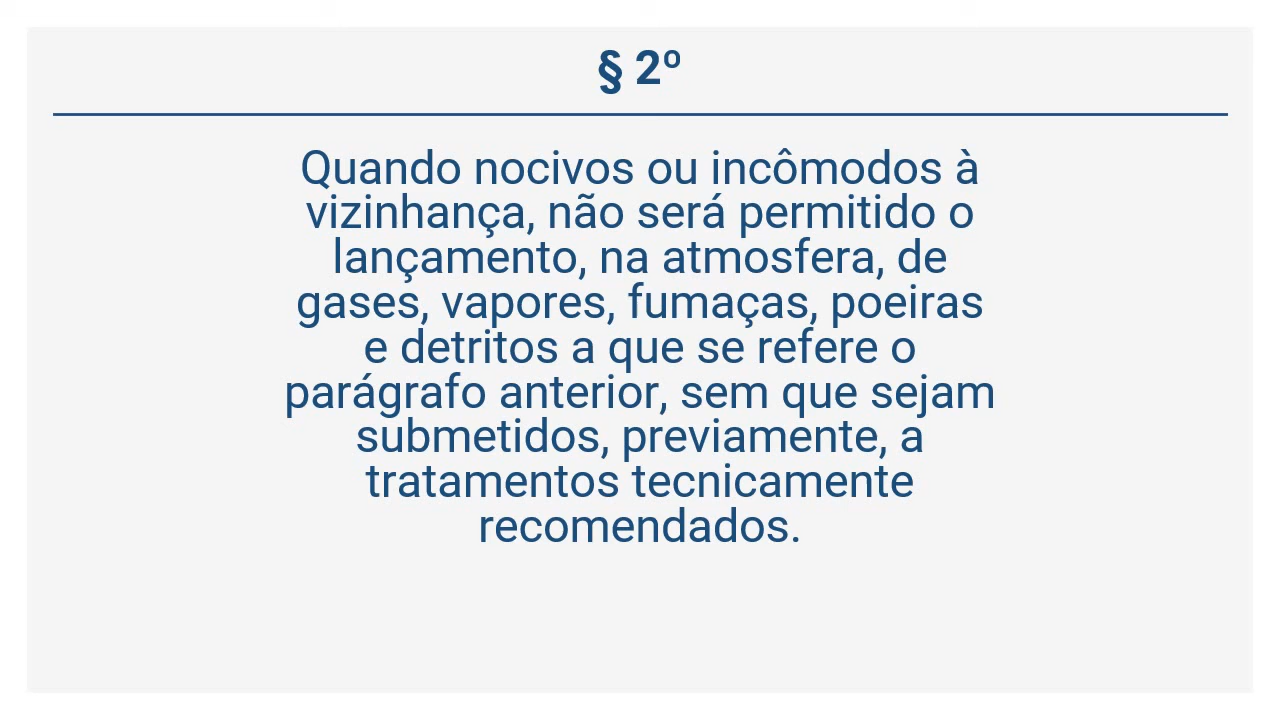 § 2º
Quando nocivos ou incômodos à
vizinhança, não será permitido o
lançamento, na atmosfera, de
gases, vapores, fumaças, poeiras
e detritos a que se refere o
parágrafo anterior, sem que sejam
submetidos, previamente, a
tratamentos tecnicamente
recomendados.